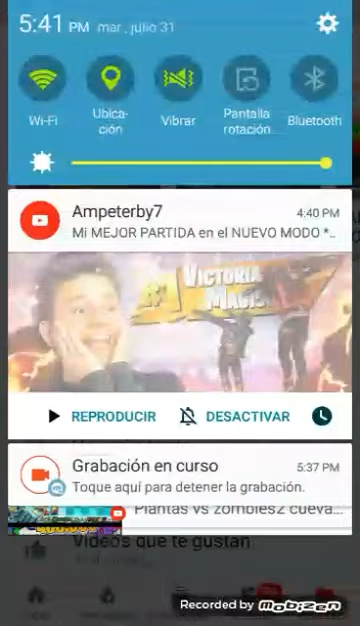 5:41 PM mar., julio 31
Wi-Fi
Ubica-
ción
Vibrar
Pantalla
rotación
Bluetooth
Ampeterby7 4:40 PM
Mi MEJOR PARTIDA en el NUEVO MODO *..
#1 VICTORIA
MAGISTRAL
REPRODUCIR DESACTIVAR
Grabación en curso 5:37 PM
Toque aquí para detener la grabación.
Plantas vs zombies2 cueva...
Videos que te gustan
Recorded by mobizen